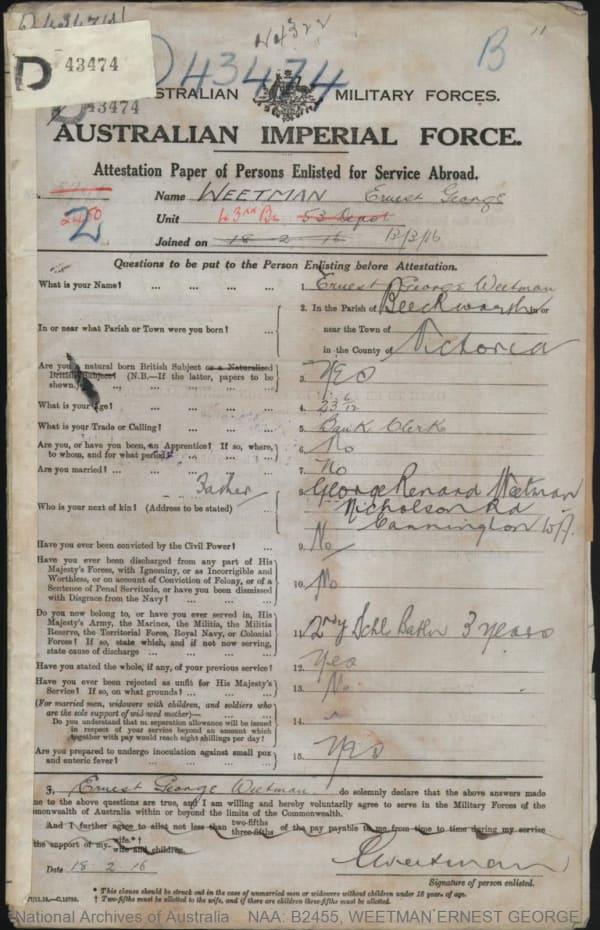 D 43474
43474
D 43474
B
"
D
43474
AUSTRALIAN MILITARY FORCES.
AUSTRALIAN IMPERIAL FORCE.
Attestation Paper of Persons Enlisted for Service Abroad.
2450
2
Name WEETMAN Ernest George
Unit 43rd Bn 53 Depot
Joined on 18 2 16 13/3/16
Questions to be put to the Person Enlisting before Attestation.
What is your Name? ... ... ... ... 1. Ernest George Weetman
In or near what Parish or Town were you born? ... 2. In the Parish of Beechworth in or
near the Town of
in the County of Victoria
Are you a natural born British Subject or a Naturalized
British Subject? (N.B.—If the latter, papers to be
shown.) ... ... ... ... 3. Yes
What is your Age? ... ... ... ... 4. 23 6/12
What is your Trade or Calling? ... ... ... 5. Bank Clerk
Are you, or have you been, an Apprentice? If so, where,
to whom, and for what period? ... ... ... 6. No
Are you married? ... ... ... ... 7. No
Father
Who is your next of kin? (Address to be stated) ... 8. George Renard Weetman
Nicholson Rd
Cannington W.A.
Have you ever been convicted by the Civil Power? ... 9. No
Have you ever been discharged from any part of His
Majesty's Forces, with Ignominy, or as Incorrigible and
Worthless, or on account of Conviction of Felony, or of a
Sentence of Penal Servitude, or have you been dismissed
with Disgrace from the Navy? ... ... ... 10. No
Do you now belong to, or have you ever served in, His
Majesty's Army, the Marines, the Militia, the Militia
Reserve, the Territorial Force, Royal Navy, or Colonial
Forces? If so, state which, and if not now serving,
state cause of discharge ... ... ... 11. 3 years
Have you stated the whole, if any, of your previous service? 12. Yes
Have you ever been rejected as unfit for His Majesty's
Service? If so, on what grounds? ... ... ... 13. No
(For married men, widowers with children, and soldiers who
are the sole support of widowed mother)—
Do you understand that no separation allowance will be issued
in respect of your service beyond an amount which
together with pay would reach eight shillings per day? 14.
Are you prepared to undergo inoculation against small pox
and enteric fever? ... ... ... ... 15. Yes
I, Ernest George Weetman do solemnly declare that the above answers made
me to the above questions are true, and I am willing and hereby voluntarily agree to serve in the Military Forces of the
monwealth of Australia within or beyond the limits of the Commonwealth.
And I further agree to allot not less than two-fifths three-fifths of the pay payable to me from time to time during my service
the support of my wife.*† wife and children.
Date 18 2 16
EGWeetman
Signature of person enlisted.
* This clause should be struck out in the case of unmarried men or widowers without children under 18 years of age.
† Two-fifths must be allotted to the wife, and if there are children three-fifths must be allotted.
National Archives of Australia NAA: B2455, WEETMAN ERNEST GEORGE